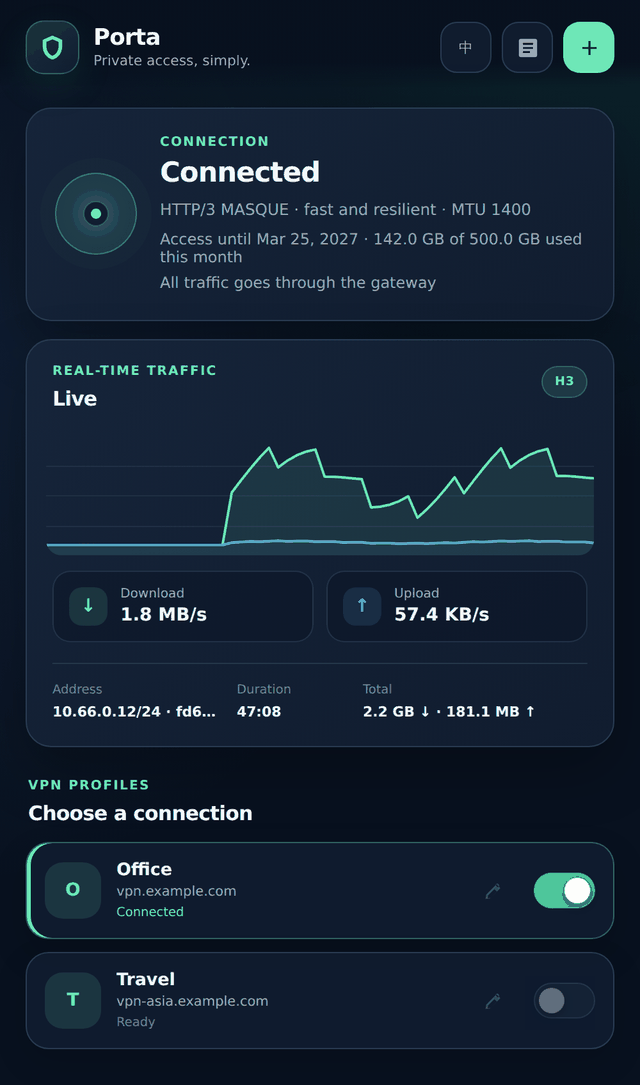 Porta
Private access, simply.
中
+
CONNECTION
Connected
HTTP/3 MASQUE · fast and resilient · MTU 1400
Access until Mar 25, 2027 · 142.0 GB of 500.0 GB used
this month
All traffic goes through the gateway
REAL-TIME TRAFFIC
Live
H3
↓ Download
1.8 MB/s
↑ Upload
57.4 KB/s
Address
10.66.0.12/24 · fd6…
Duration
47:08
Total
2.2 GB ↓ · 181.1 MB ↑
VPN PROFILES
Choose a connection
O
Office
vpn.example.com
Connected
T
Travel
vpn-asia.example.com
Ready